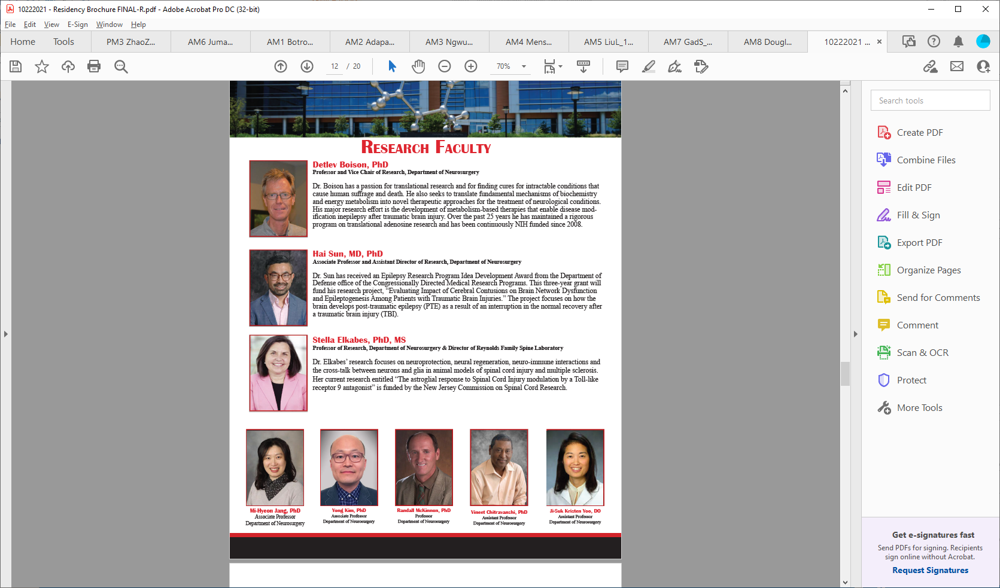 10222021 - Residency Brochure FINAL-R.pdf - Adobe Acrobat Pro DC (32-bit)
File Edit View E-Sign Window Help
Home Tools PM3 ZhaoZ... AM6 Juma... AM1 Botro... AM2 Adapa... AM3 Ngwu... AM4 Mens... AM5 LiuL_1... AM7 GadS_... AM8 Dougl... 10222021 ... ×
12 / 20 70%
Research Faculty
Detlev Boison, PhD
Professor and Vice Chair of Research, Department of Neurosurgery
Dr. Boison has a passion for translational research and for finding cures for intractable conditions that
cause human suffrage and death. He also seeks to translate fundamental mechanisms of biochemistry
and energy metabolism into novel therapeutic approaches for the treatment of neurological conditions.
His major research effort is the development of metabolism-based therapies that enable disease mod-
ification inepilepsy after traumatic brain injury. Over the past 25 years he has maintained a rigorous
program on translational adenosine research and has been continuously NIH funded since 2008.
Hai Sun, MD, PhD
Associate Professor and Assistant Director of Research, Department of Neurosurgery
Dr. Sun has received an Epilepsy Research Program Idea Development Award from the Department of
Defense office of the Congressionally Directed Medical Research Programs. This three-year grant will
fund his research project, “Evaluating Impact of Cerebral Contusions on Brain Network Dysfunction
and Epileptogenesis Among Patients with Traumatic Brain Injuries.” The project focuses on how the
brain develops post-traumatic epilepsy (PTE) as a result of an interruption in the normal recovery after
a traumatic brain injury (TBI).
Stella Elkabes, PhD, MS
Professor of Research, Department of Neurosurgery & Director of Reynolds Family Spine Laboratory
Dr. Elkabes’ research focuses on neuroprotection, neural regeneration, neuro-immune interactions and
the cross-talk between neurons and glia in animal models of spinal cord injury and multiple sclerosis.
Her current research entitled “The astroglial response to Spinal Cord Injury modulation by a Toll-like
receptor 9 antagonist” is funded by the New Jersey Commission on Spinal Cord Research.
Mi-Hyeon Jang, PhD
Associate Professor
Department of Neurosurgery
Yong Kim, PhD
Associate Professor
Department of Neurosurgery
Randall McKinnon, PhD
Professor
Department of Neurosurgery
Vineet Chitravanshi, PhD
Assistant Professor
Department of Neurosurgery
Ji-Suk Kristen Yoo, DO
Assistant Professor
Department of Neurosurgery
Search tools
Create PDF
Combine Files
Edit PDF
Fill & Sign
Export PDF
Organize Pages
Send for Comments
Comment
Scan & OCR
Protect
More Tools
Get e-signatures fast
Send PDFs for signing. Recipients
sign online without Acrobat.
Request Signatures